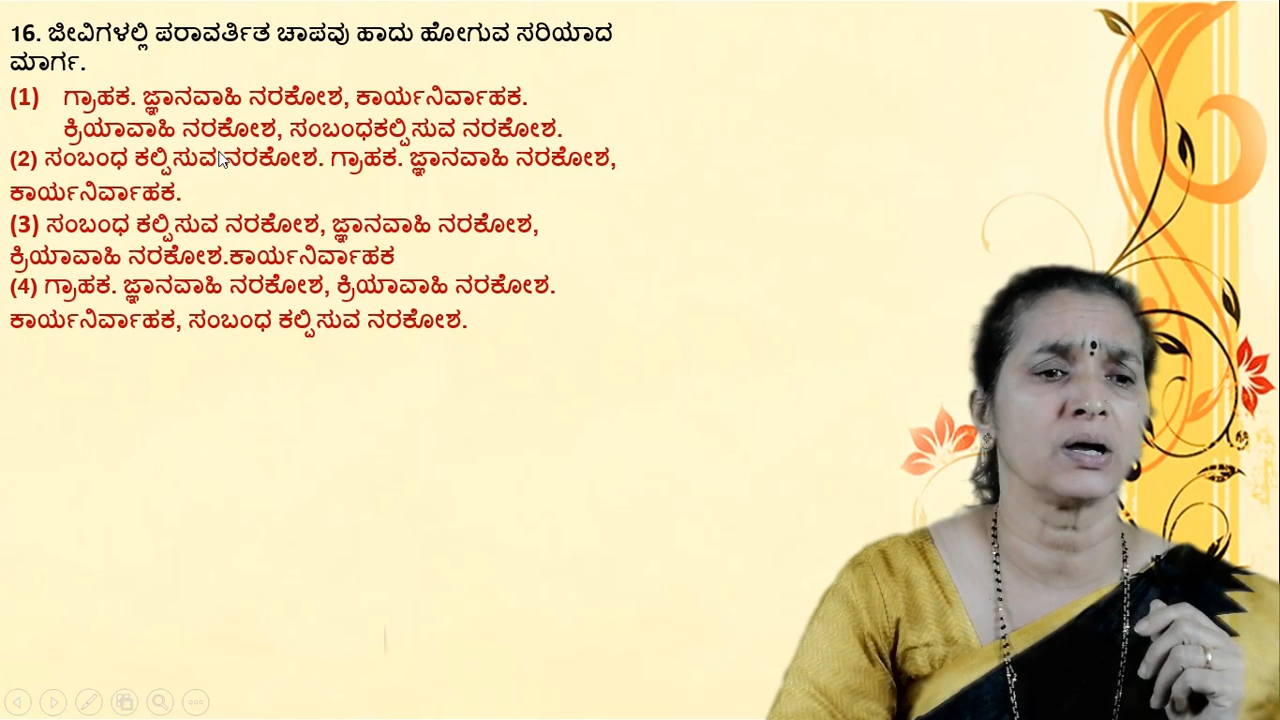 16. ಜೀವಿಗಳಲ್ಲಿ ಪರಾವರ್ತಿತ ಚಾಪವು ಹಾದು ಹೋಗುವ ಸರಿಯಾದ
ಮಾರ್ಗ.
(1) ಗ್ರಾಹಕ. ಜ್ಞಾನವಾಹಿ ನರಕೋಶ, ಕಾರ್ಯನಿರ್ವಾಹಕ.
ಕ್ರಿಯಾವಾಹಿ ನರಕೋಶ, ಸಂಬಂಧಕಲ್ಪಿಸುವ ನರಕೋಶ.
(2) ಸಂಬಂಧ ಕಲ್ಪಿಸುವ ನರಕೋಶ. ಗ್ರಾಹಕ. ಜ್ಞಾನವಾಹಿ ನರಕೋಶ,
ಕಾರ್ಯನಿರ್ವಾಹಕ.
(3) ಸಂಬಂಧ ಕಲ್ಪಿಸುವ ನರಕೋಶ, ಜ್ಞಾನವಾಹಿ ನರಕೋಶ,
ಕ್ರಿಯಾವಾಹಿ ನರಕೋಶ.ಕಾರ್ಯನಿರ್ವಾಹಕ
(4) ಗ್ರಾಹಕ. ಜ್ಞಾನವಾಹಿ ನರಕೋಶ, ಕ್ರಿಯಾವಾಹಿ ನರಕೋಶ.
ಕಾರ್ಯನಿರ್ವಾಹಕ, ಸಂಬಂಧ ಕಲ್ಪಿಸುವ ನರಕೋಶ.